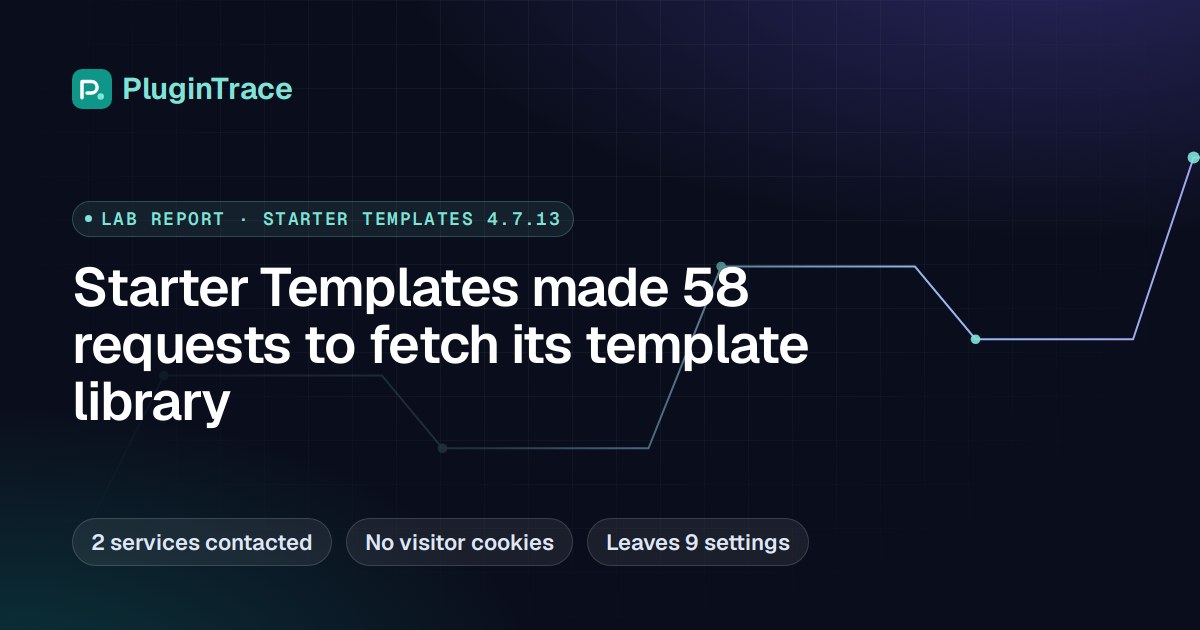 PluginTrace
LAB REPORT · STARTER TEMPLATES 4.7.13
Starter Templates made 58
requests to fetch its template
library
2 services contacted
No visitor cookies
Leaves 9 settings